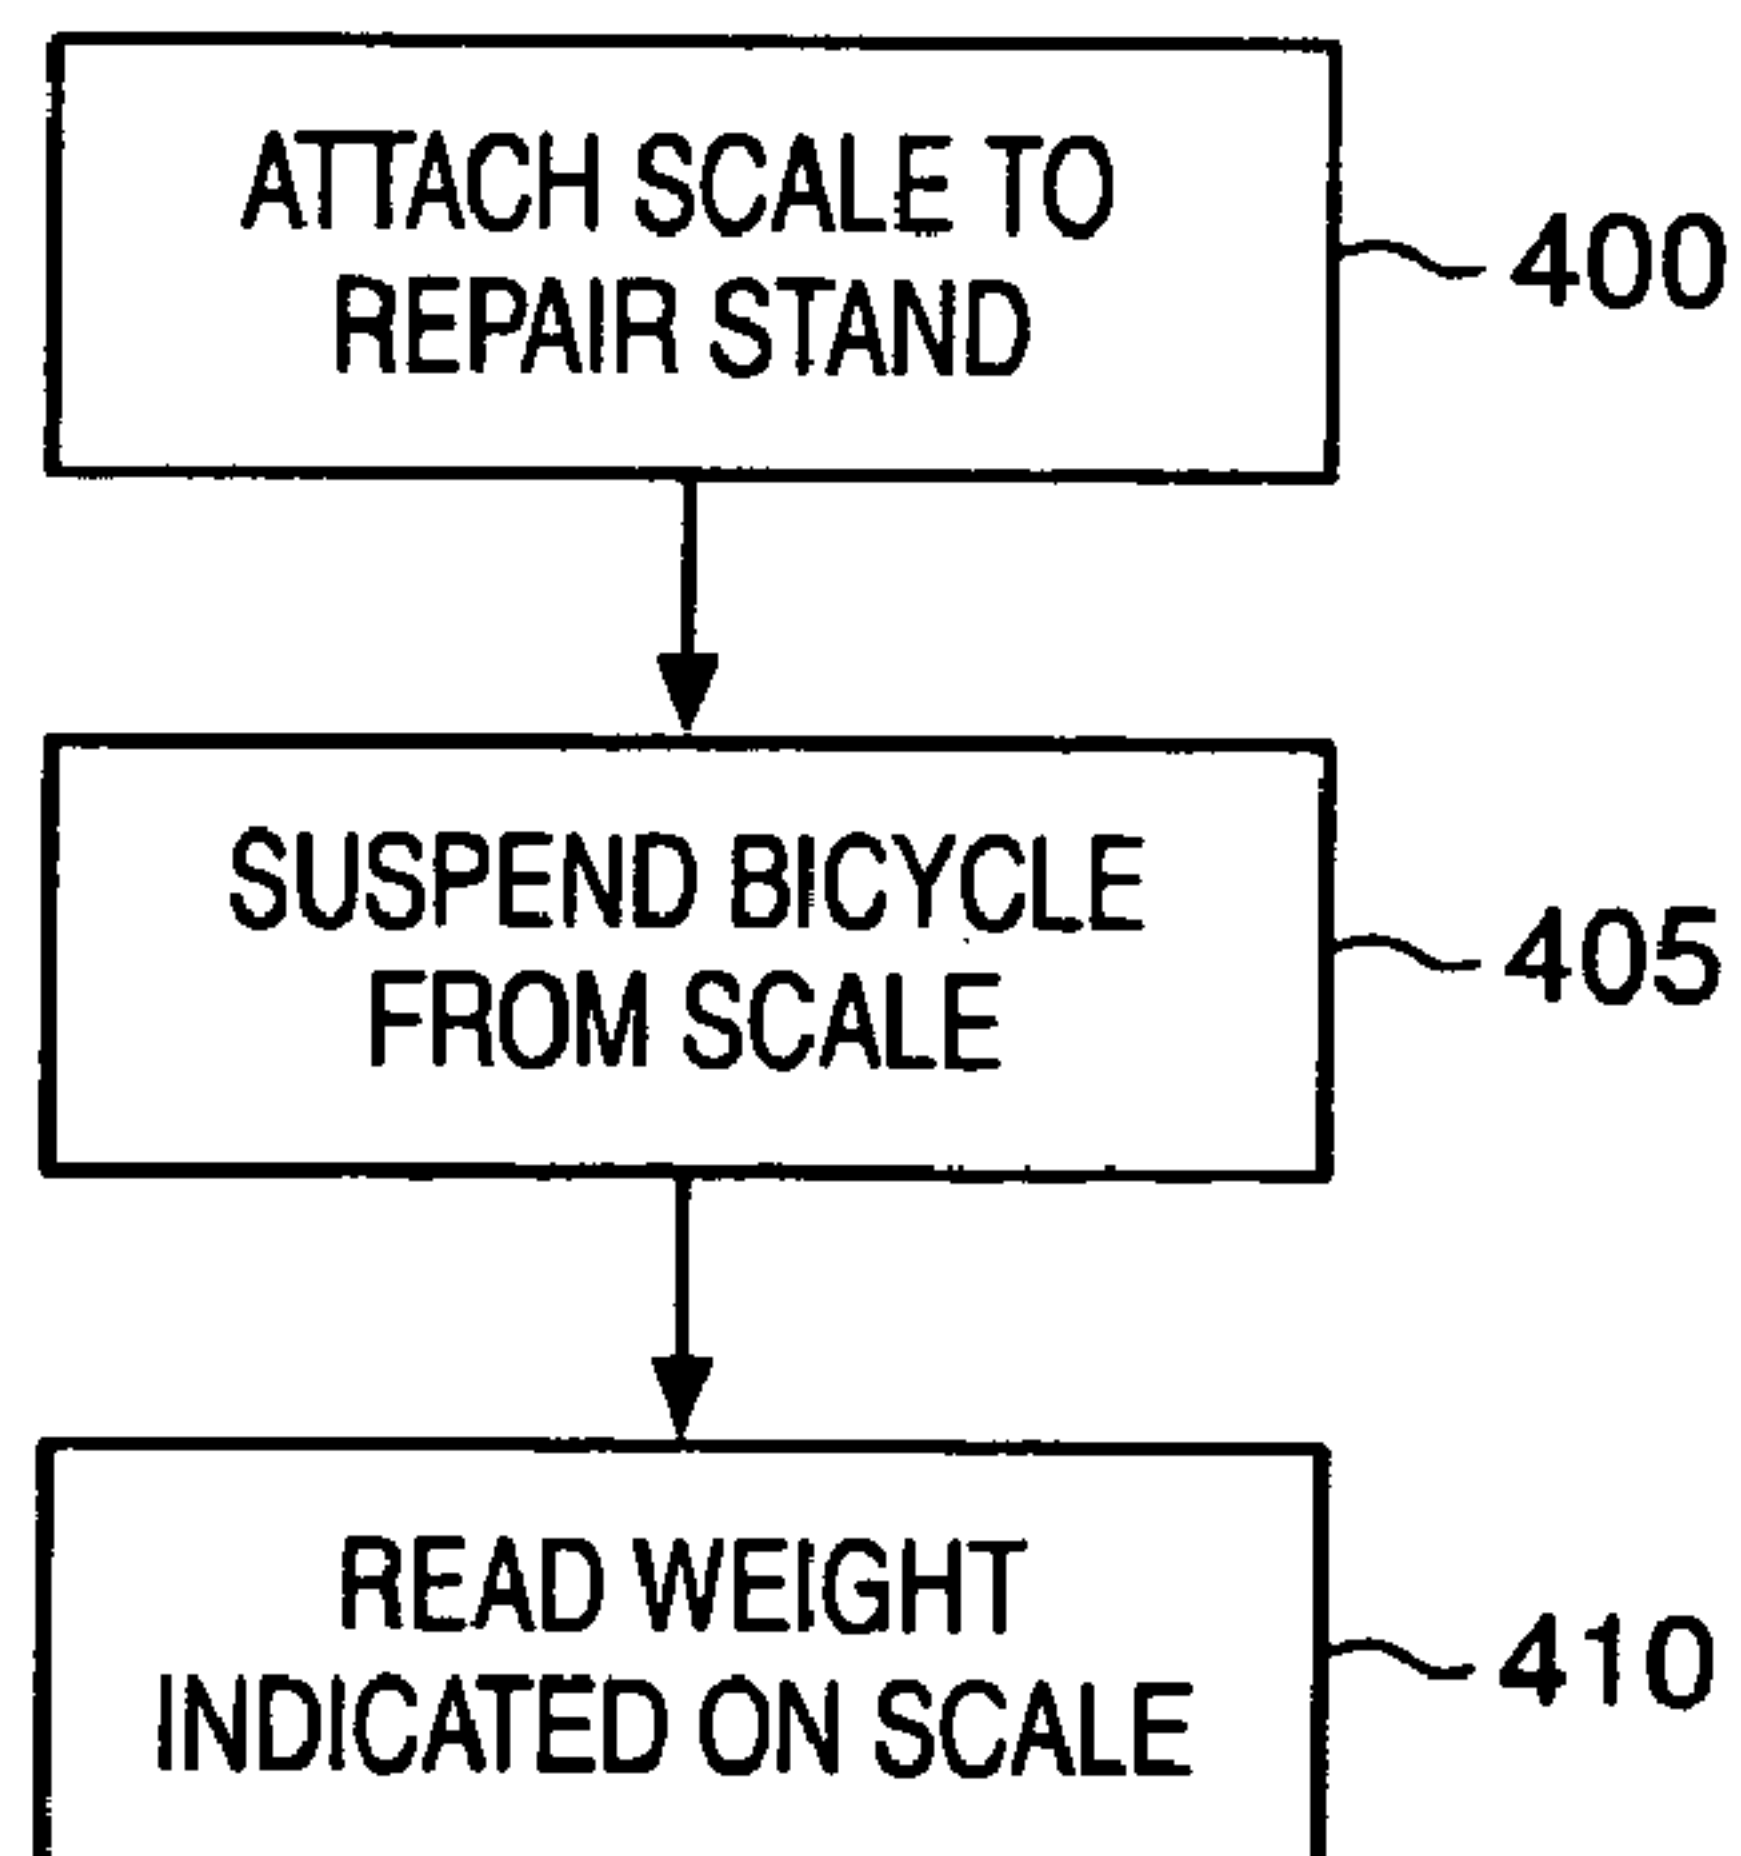 ATTACH SCALE TO
REPAIR STAND
400
SUSPEND BICYCLE
FROM SCALE
405
READ WEIGHT
INDICATED ON SCALE
410